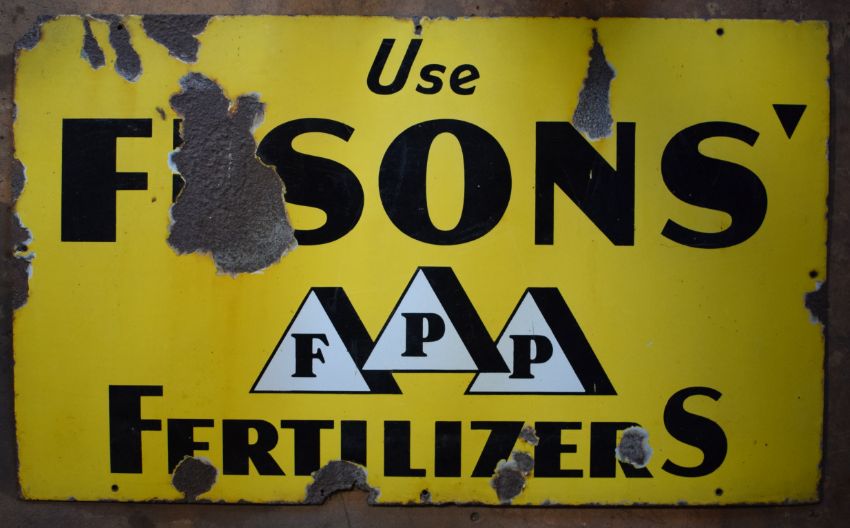 Use
FISONS'
F P P
FERTILIZERS